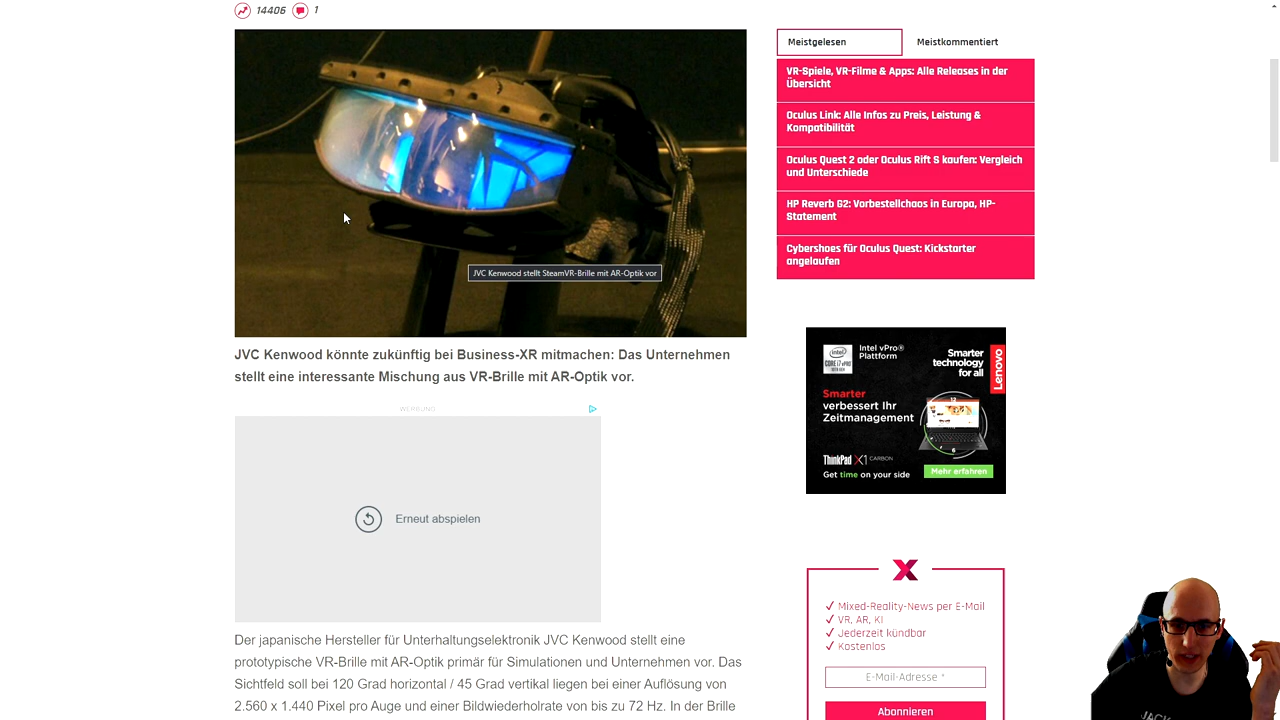 14406
1
JVC Kenwood stellt SteamVR-Brille mit AR-Optik vor
JVC Kenwood könnte zukünftig bei Business-XR mitmachen: Das Unternehmen
stellt eine interessante Mischung aus VR-Brille mit AR-Optik vor.
WERBUNG
Erneut abspielen
Der japanische Hersteller für Unterhaltungselektronik JVC Kenwood stellt eine
prototypische VR-Brille mit AR-Optik primär für Simulationen und Unternehmen vor. Das
Sichtfeld soll bei 120 Grad horizontal / 45 Grad vertikal liegen bei einer Auflösung von
2.560 x 1.440 Pixel pro Auge und einer Bildwiederholrate von bis zu 72 Hz. In der Brille
Meistgelesen
Meistkommentiert
VR-Spiele, VR-Filme & Apps: Alle Releases in der
Übersicht
Oculus Link: Alle Infos zu Preis, Leistung &
Kompatibilität
Oculus Quest 2 oder Oculus Rift S kaufen: Vergleich
und Unterschiede
HP Reverb G2: Vorbestellchaos in Europa, HP-
Statement
Cybershoes für Oculus Quest: Kickstarter
angelaufen
intel
CORE i7 vPRO
Intel vPro®
Plattform
Smarter
technology
for all
Lenovo
Smarter
verbessert Ihr
Zeitmanagement
ThinkPad X1 CARBON
Get time on your side
Mehr erfahren
X
✓ Mixed-Reality-News per E-Mail
✓ VR, AR, KI
✓ Jederzeit kündbar
✓ Kostenlos
E-Mail-Adresse *
Abonnieren
JACK